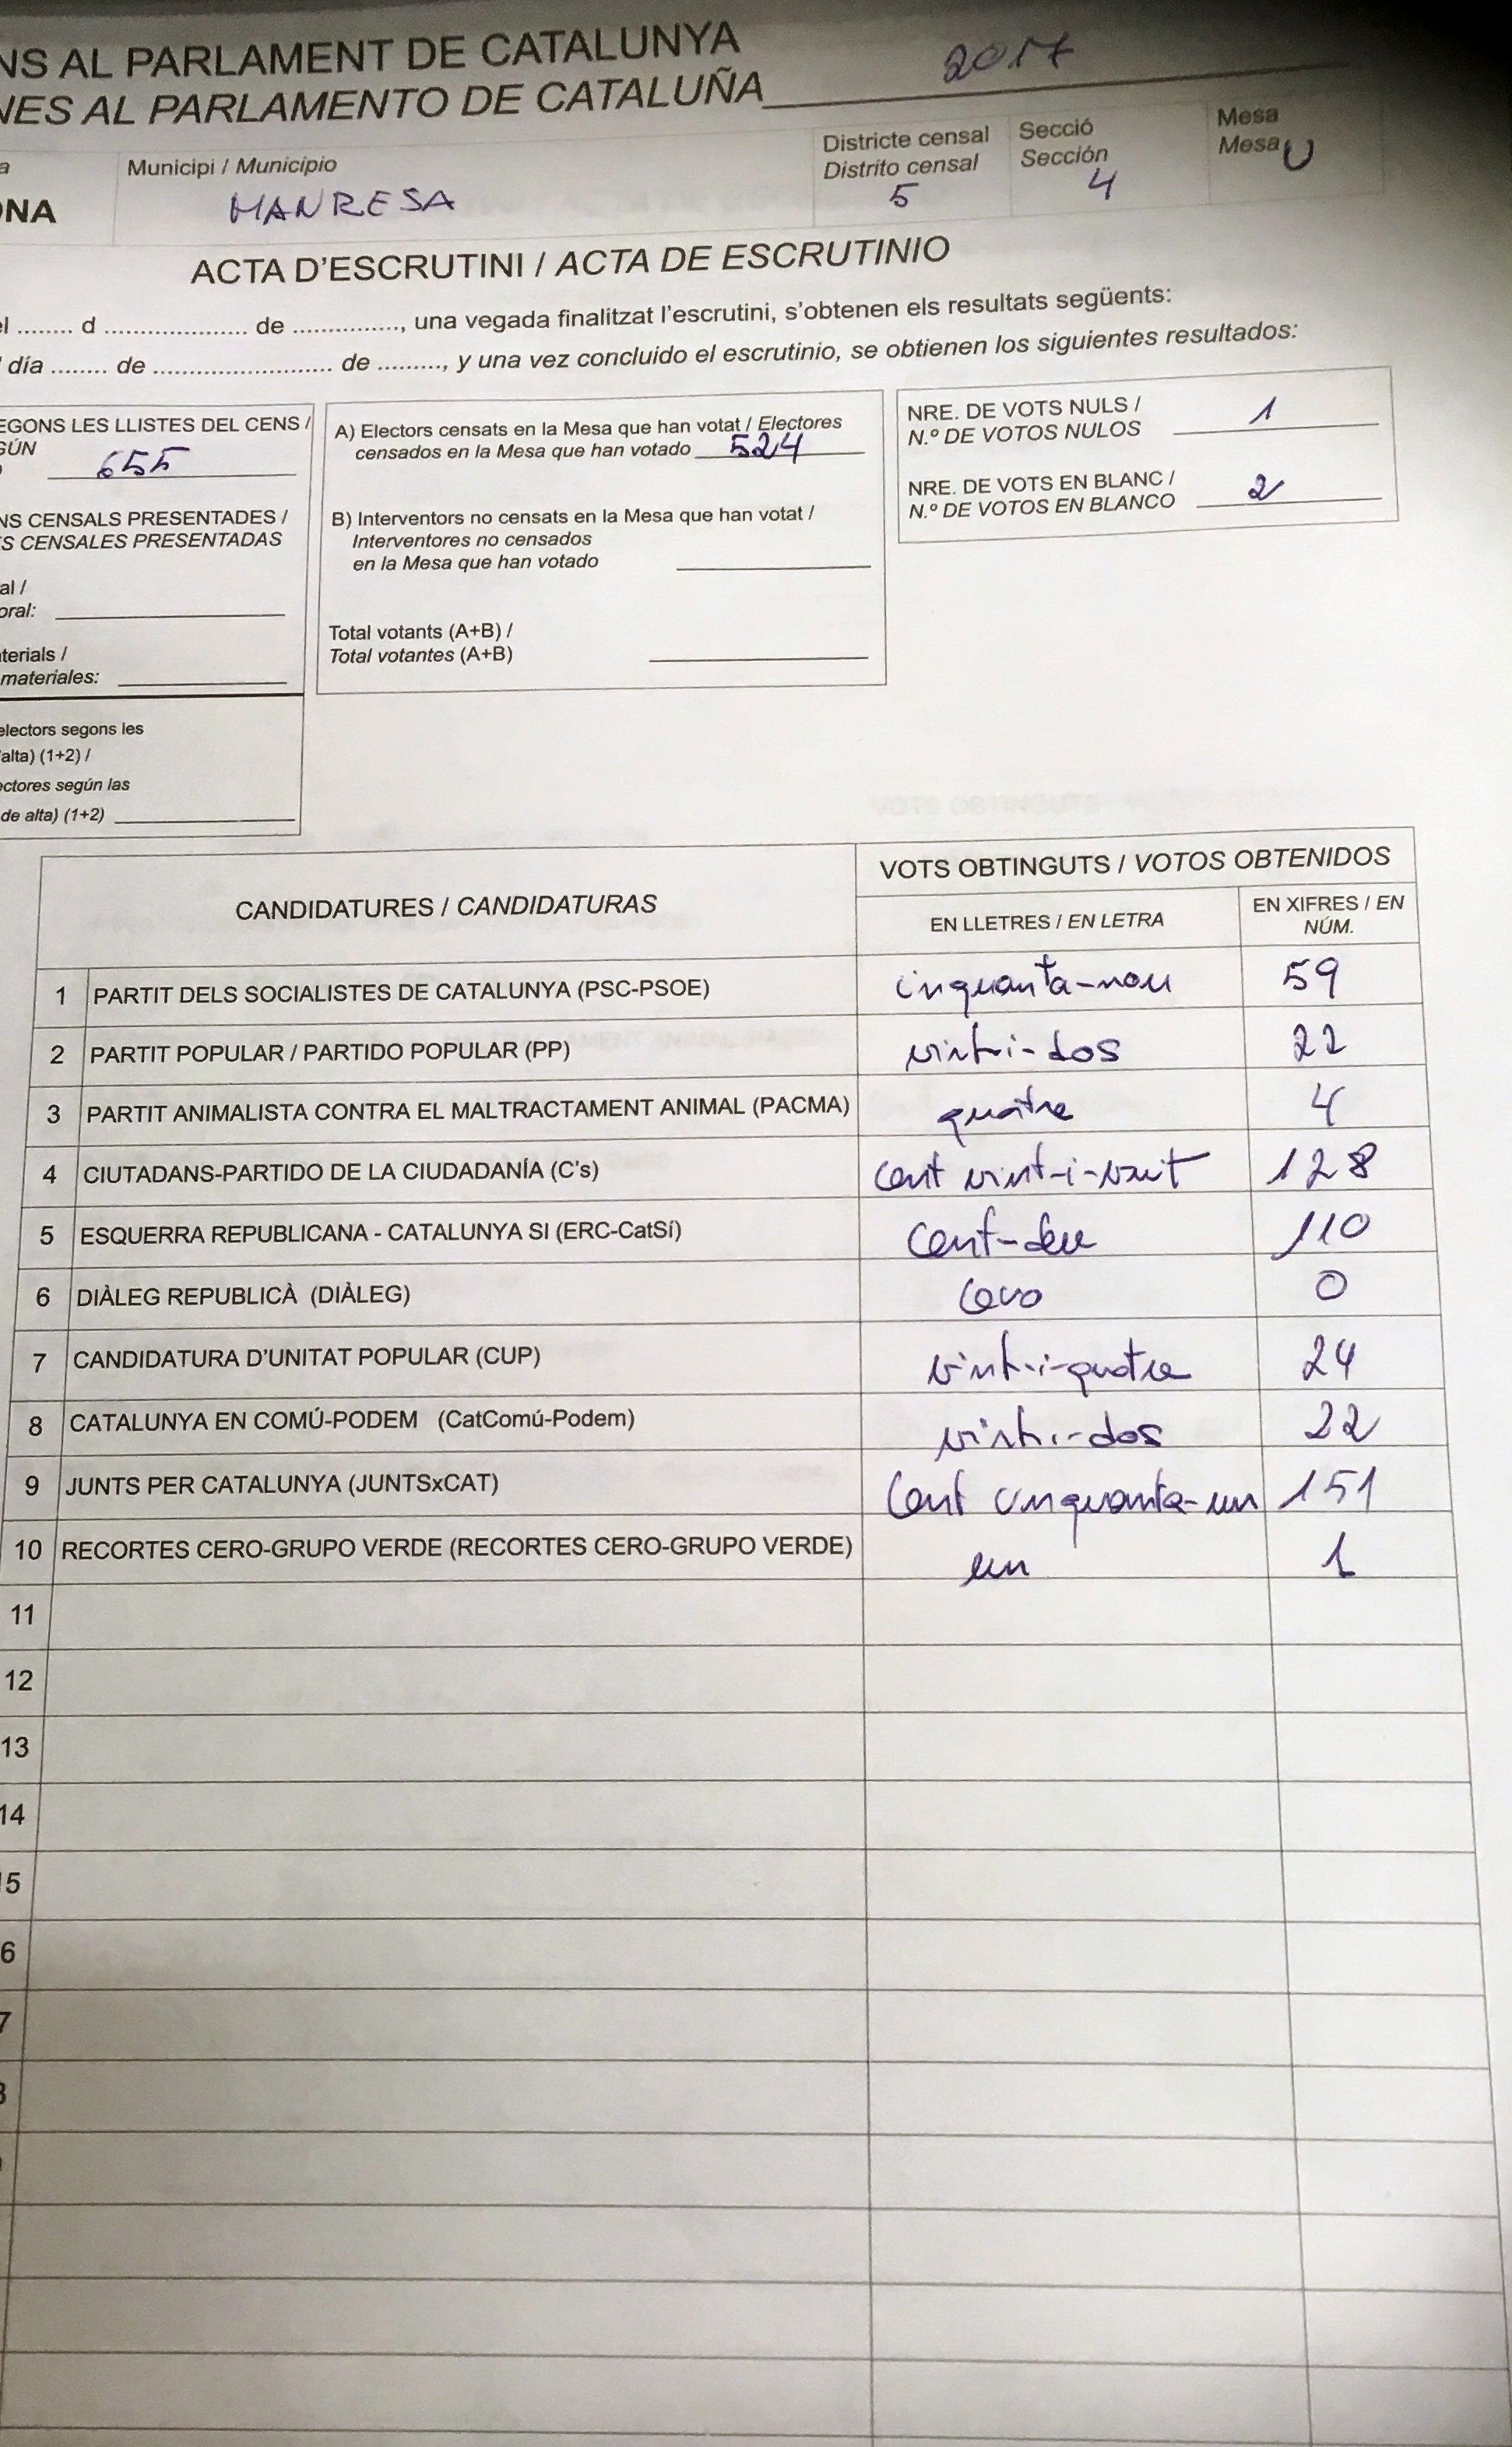 NS AL PARLAMENT DE CATALUNYA
NES AL PARLAMENTO DE CATALUÑA 2017
Municipi / Municipio
Districte censal
Distrito censal
Secció
Sección
Mesa
Mesa
NA MANRESA 5 4 U
ACTA D'ESCRUTINI / ACTA DE ESCRUTINIO
el ........ d ...................... de ................, una vegada finalitzat l'escrutini, s'obtenen els resultats següents:
día ........ de ........................... de ........., y una vez concluido el escrutinio, se obtienen los siguientes resultados:
EGONS LES LLISTES DEL CENS /
GÚN
655
NS CENSALS PRESENTADES /
S CENSALES PRESENTADAS
al /
oral:
terials /
materiales:
electors segons les
alta) (1+2) /
ectores según las
de alta) (1+2)
A) Electors censats en la Mesa que han votat / Electores
censados en la Mesa que han votado 524
B) Interventors no censats en la Mesa que han votat /
Interventores no censados
en la Mesa que han votado
Total votants (A+B) /
Total votantes (A+B)
NRE. DE VOTS NULS /
N.º DE VOTOS NULOS 1
NRE. DE VOTS EN BLANC /
N.º DE VOTOS EN BLANCO 2
CANDIDATURES / CANDIDATURAS
VOTS OBTINGUTS / VOTOS OBTENIDOS
EN LLETRES / EN LETRA
EN XIFRES / EN
NÚM.
1 PARTIT DELS SOCIALISTES DE CATALUNYA (PSC-PSOE) cinquanta-nou 59
2 PARTIT POPULAR / PARTIDO POPULAR (PP) vint-i-dos 22
3 PARTIT ANIMALISTA CONTRA EL MALTRACTAMENT ANIMAL (PACMA) quatre 4
4 CIUTADANS-PARTIDO DE LA CIUDADANÍA (C's) cent vint-i-vuit 128
5 ESQUERRA REPUBLICANA - CATALUNYA SI (ERC-CatSí) cent-deu 110
6 DIÀLEG REPUBLICÀ (DIÀLEG) cero 0
7 CANDIDATURA D'UNITAT POPULAR (CUP) vint-i-quatre 24
8 CATALUNYA EN COMÚ-PODEM (CatComú-Podem) vint-i-dos 22
9 JUNTS PER CATALUNYA (JUNTSxCAT) Cent cinquanta-un 151
10 RECORTES CERO-GRUPO VERDE (RECORTES CERO-GRUPO VERDE) un 1
11
12
13
14
15
6
7
8